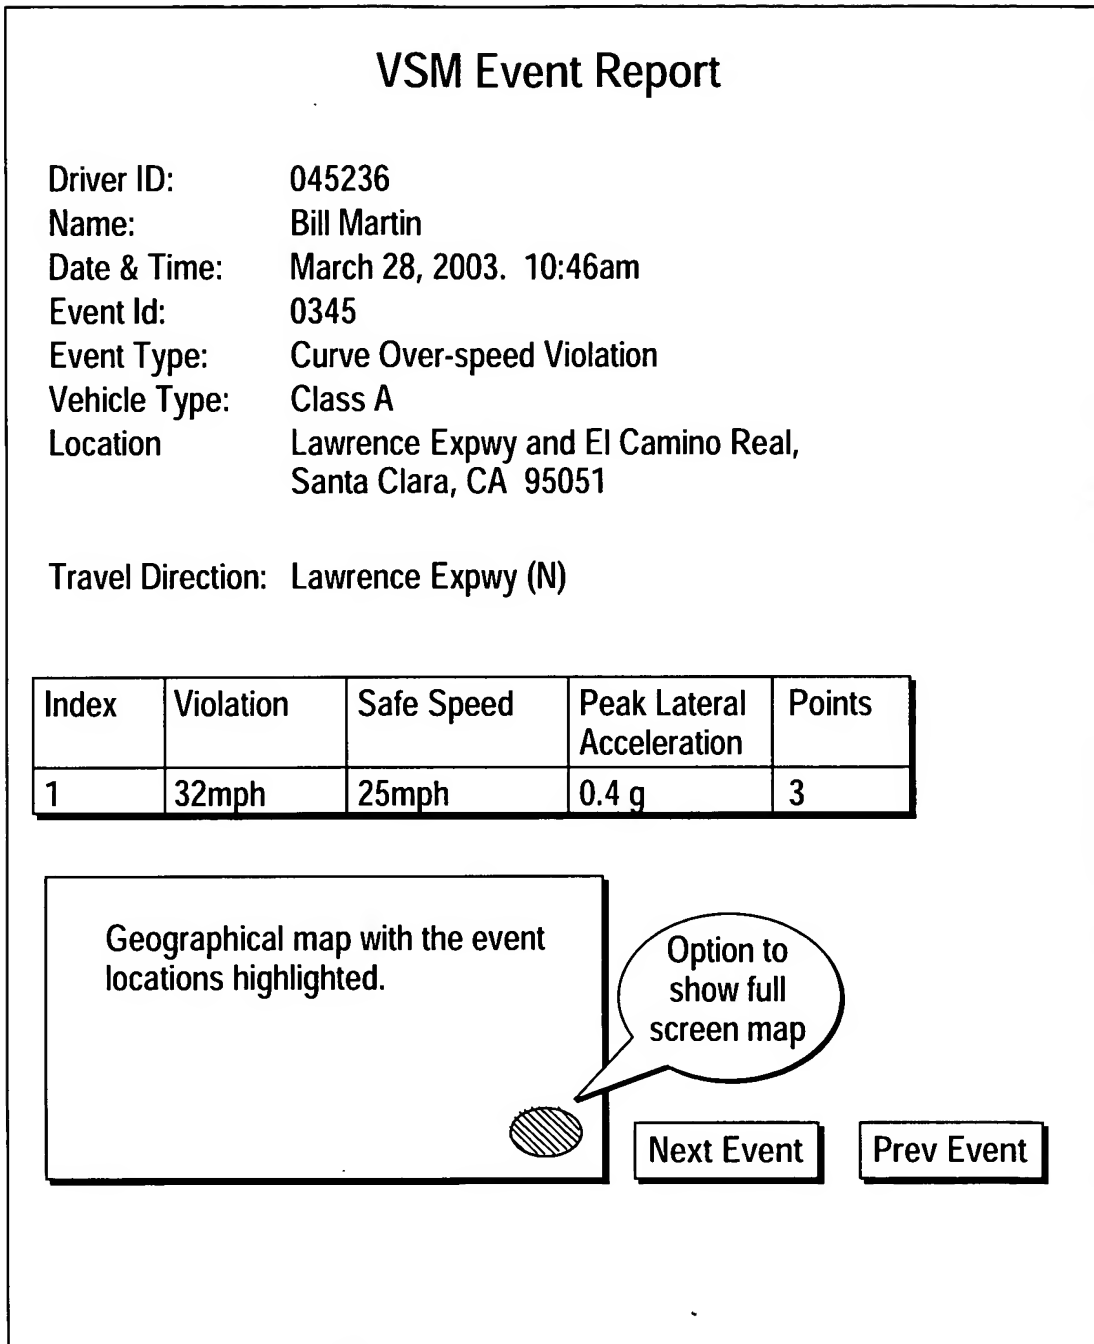 VSM Event Report
Driver ID: 045236
Name: Bill Martin
Date & Time: March 28, 2003. 10:46am
Event Id: 0345
Event Type: Curve Over-speed Violation
Vehicle Type: Class A
Location Lawrence Expwy and El Camino Real,
Santa Clara, CA 95051
Travel Direction: Lawrence Expwy (N)
Index Violation Safe Speed Peak Lateral Points
Acceleration
1 32mph 25mph 0.4 g 3
Geographical map with the event
locations highlighted.
Option to
show full
screen map
Next Event Prev Event